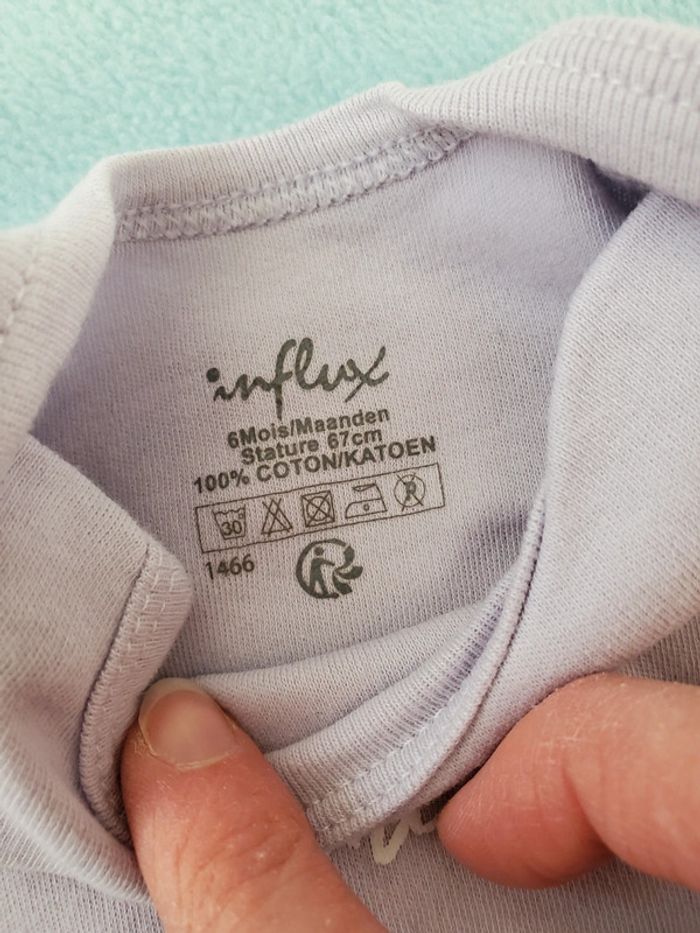 influx
6Mois/Maanden
Stature 67cm
100% COTON/KATOEN
30 P
1466